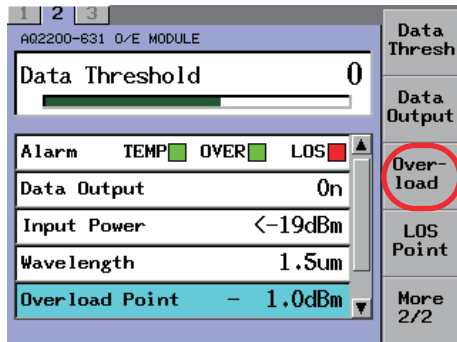 1 2 3
AQ2200-631 O/E MODULE
Data Threshold 0
Alarm TEMP OVER LOS
Data Output On
Input Power <-19dBm
Wavelength 1.5um
Overload Point - 1.0dBm
Data
Thresh
Data
Output
Over-
load
LOS
Point
More
2/2